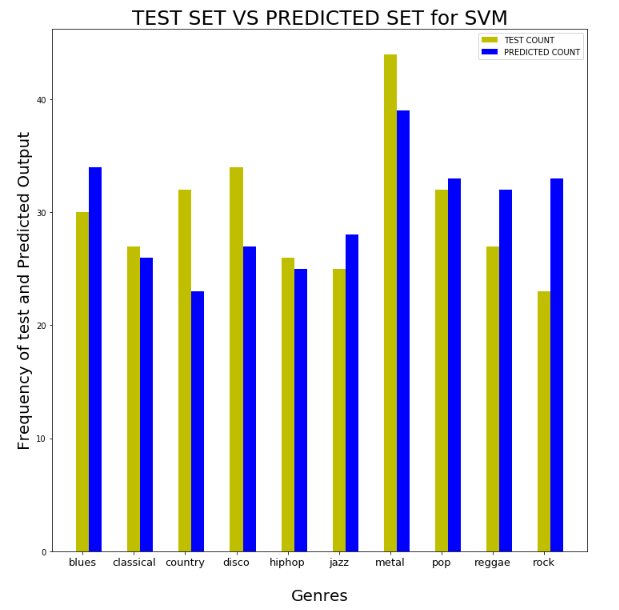 TEST SET VS PREDICTED SET for SVM
TEST COUNT
PREDICTED COUNT
Frequency of test and Predicted Output
40
30
20
10
0
blues classical country disco hiphop jazz metal pop reggae rock
Genres